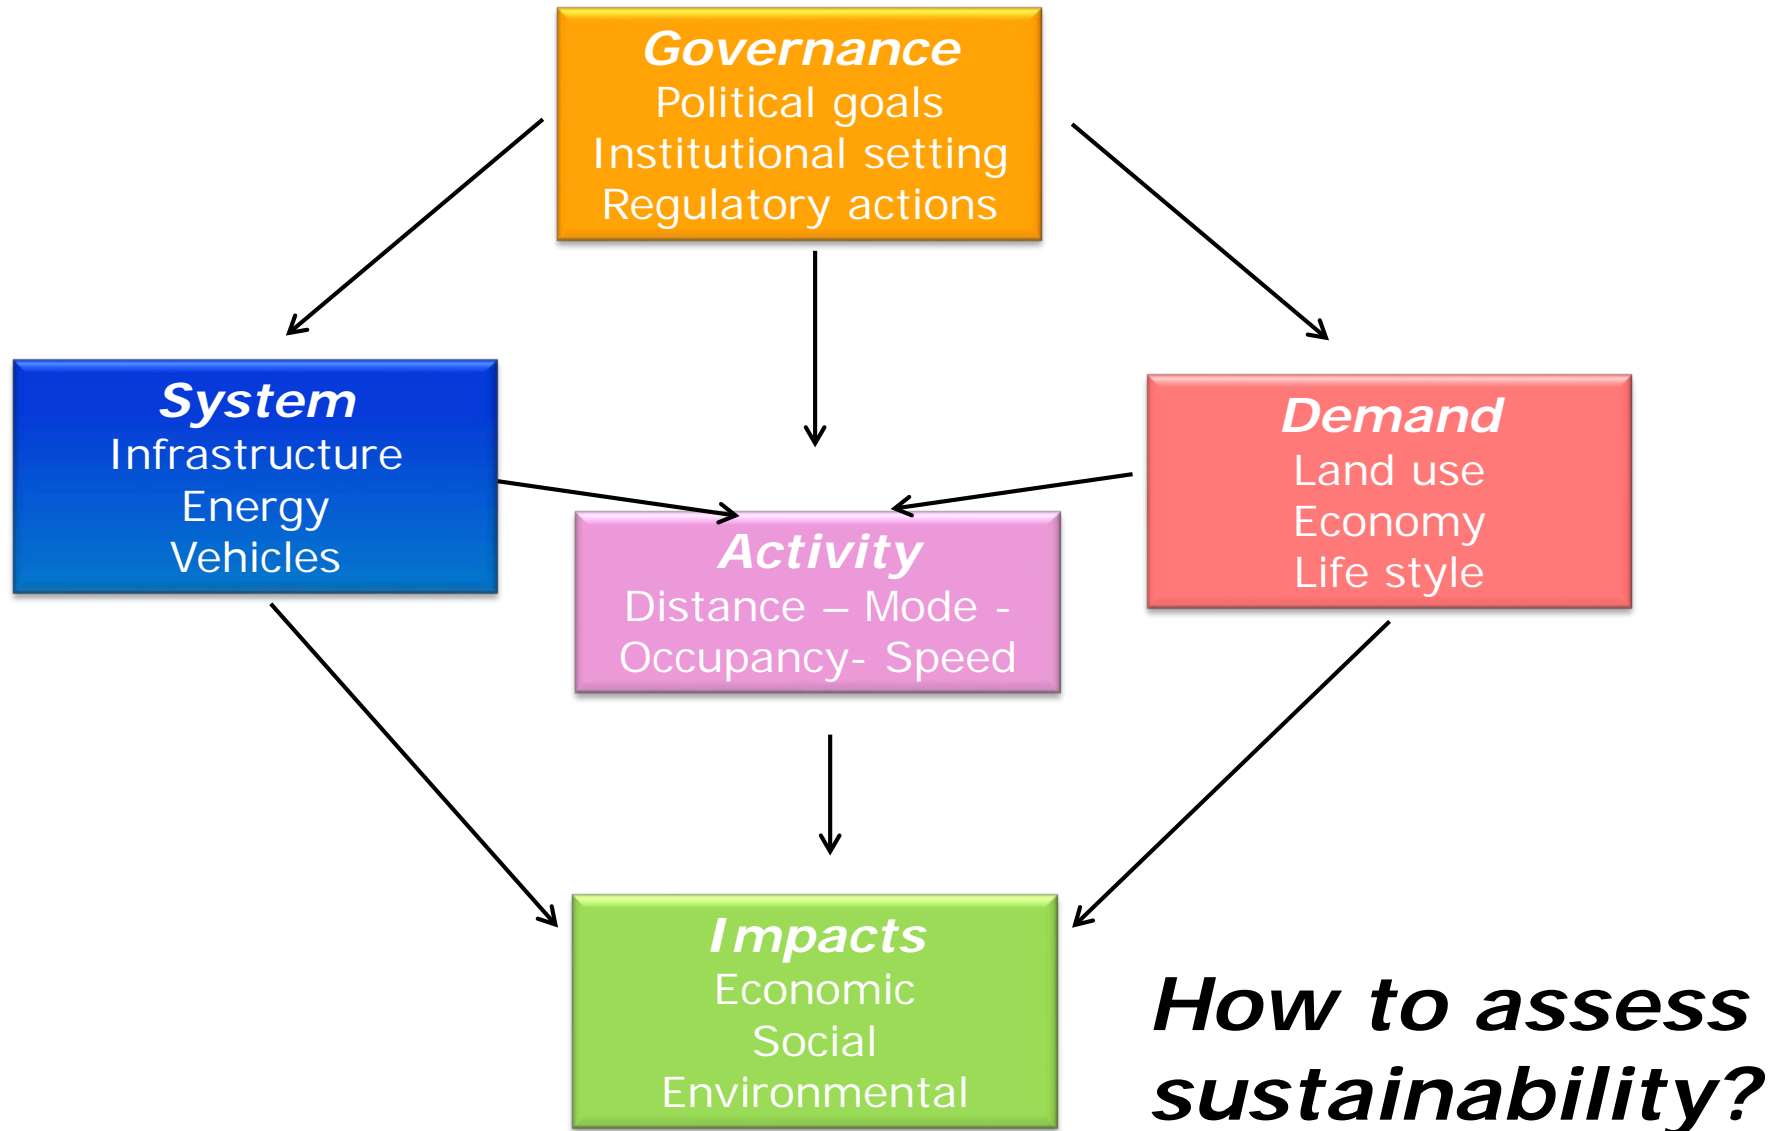 Governance
Political goals
Institutional setting
Regulatory actions
System
Infrastructure
Energy
Vehicles
Demand
Land use
Economy
Life style
Activity
Distance – Mode -
Occupancy- Speed
Impacts
Economic
Social
Environmental
How to assess
sustainability?